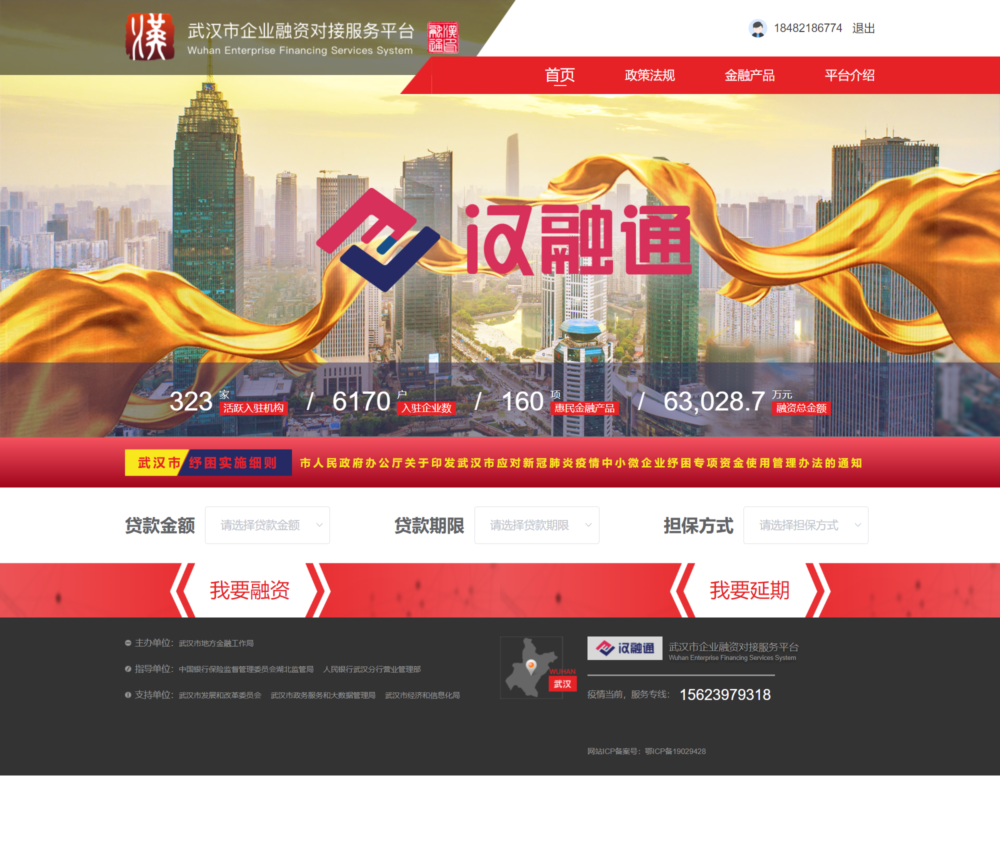 漢
武汉市企业融资对接服务平台
Wuhan Enterprise Financing Services System
漢融通
18482186774 退出
首页 政策法规 金融产品 平台介绍
汉融通
323 家 活跃入驻机构 / 6170 户 入驻企业数 / 160 项 惠民金融产品 / 63,028.7 万元 融资总金额
武汉市 纾困实施细则 市人民政府办公厅关于印发武汉市应对新冠肺炎疫情中小微企业纾困专项资金使用管理办法的通知
贷款金额 请选择贷款金额 贷款期限 请选择贷款期限 担保方式 请选择担保方式
我要融资 我要延期
主办单位：武汉市地方金融工作局
指导单位：中国银行保险监督管理委员会湖北监管局 人民银行武汉分行营业管理部
支持单位：武汉市发展和改革委员会 武汉市政务服务和大数据管理局 武汉市经济和信息化局
WUHAN
武汉
汉融通
武汉市企业融资对接服务平台
Wuhan Enterprise Financing Services System
疫情当前，服务专线： 15623979318
网站ICP备案号：鄂ICP备19029428